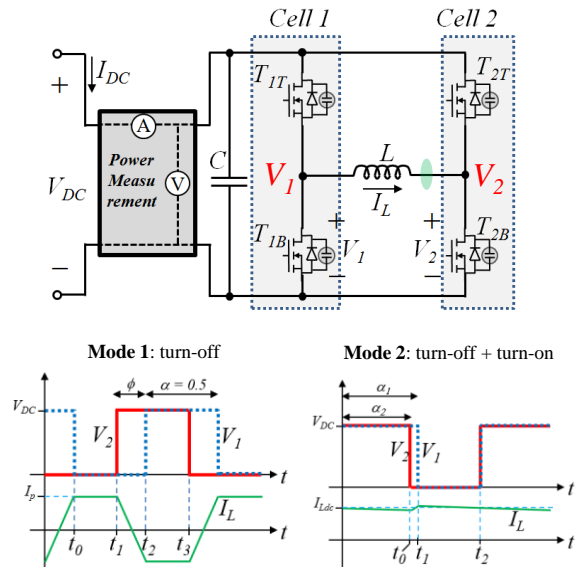 Cell 1 Cell 2
I_DC
+
A
Power
Measu
rement
V
V_DC
−
C
T_1T
T_2T
V_1
L
V_2
I_L
T_1B
+
V_1
−
+
V_2
−
T_2B
Mode 1: turn-off
Mode 2: turn-off + turn-on
ϕ α = 0.5
V_DC
V_2
V_1
t
I_p
I_L
t
t_0 t_1 t_2 t_3
α_1
α_2
V_DC
V_2
V_1
t
I_Ldc
I_L
t
t_0 t_1 t_2